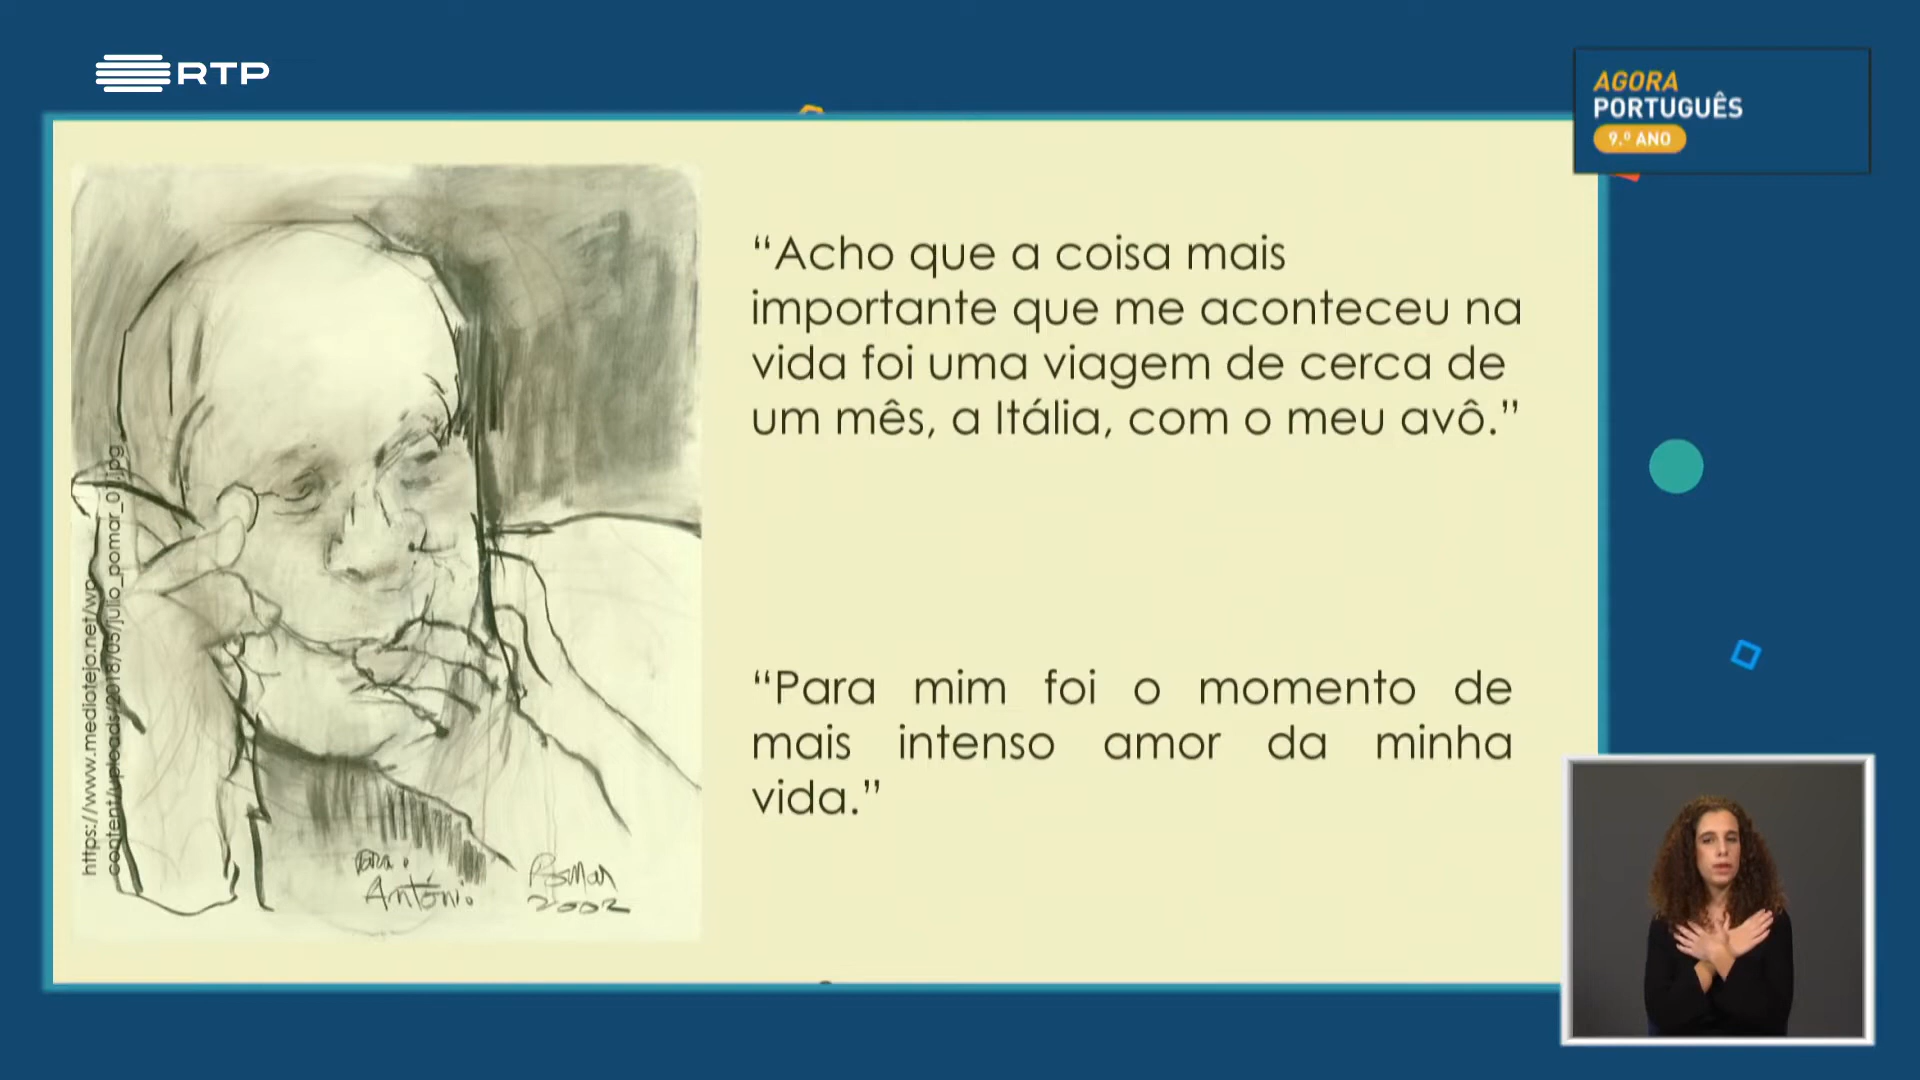 RTP
AGORA
PORTUGUÊS
9.º ANO
“Acho que a coisa mais
importante que me aconteceu na
vida foi uma viagem de cerca de
um mês, a Itália, com o meu avô.”
“Para mim foi o momento de
mais intenso amor da minha
vida.”
https://www.mediotejo.net/wp-
content/uploads/2018/05/julio_pomar_01.jpg
António
Pomar
2002